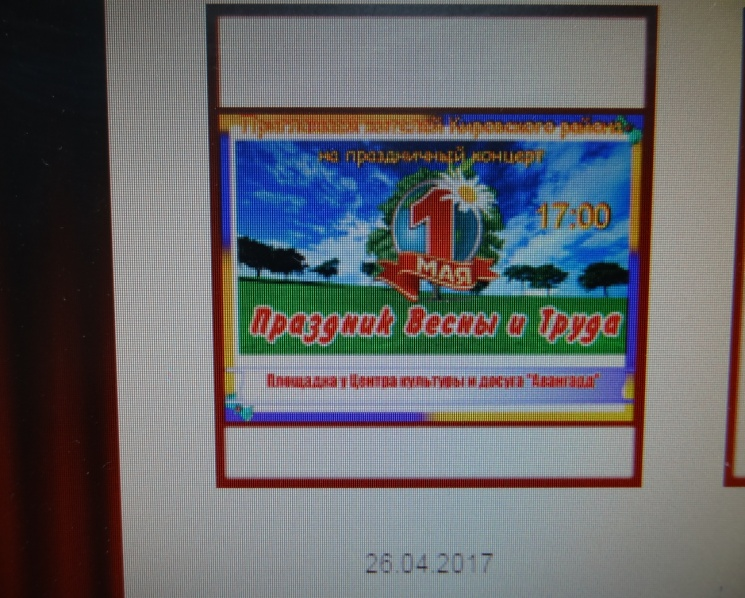 Приглашаем жителей Кировского района
на праздничный концерт
1
МАЯ
17:00
Праздник Весны и Труда
Площадка у Центра культуры и досуга "Авангард"
26.04.2017